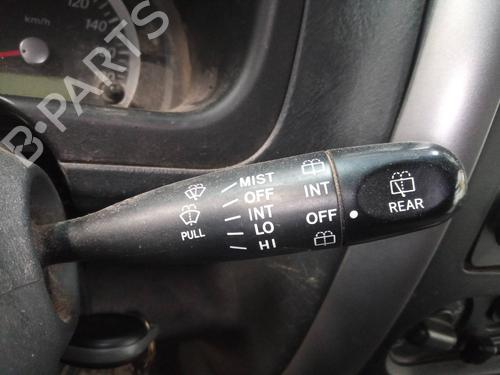 km/h
120
140
B-PARTS
MIST
OFF
INT
LO
HI
PULL
INT
OFF
REAR